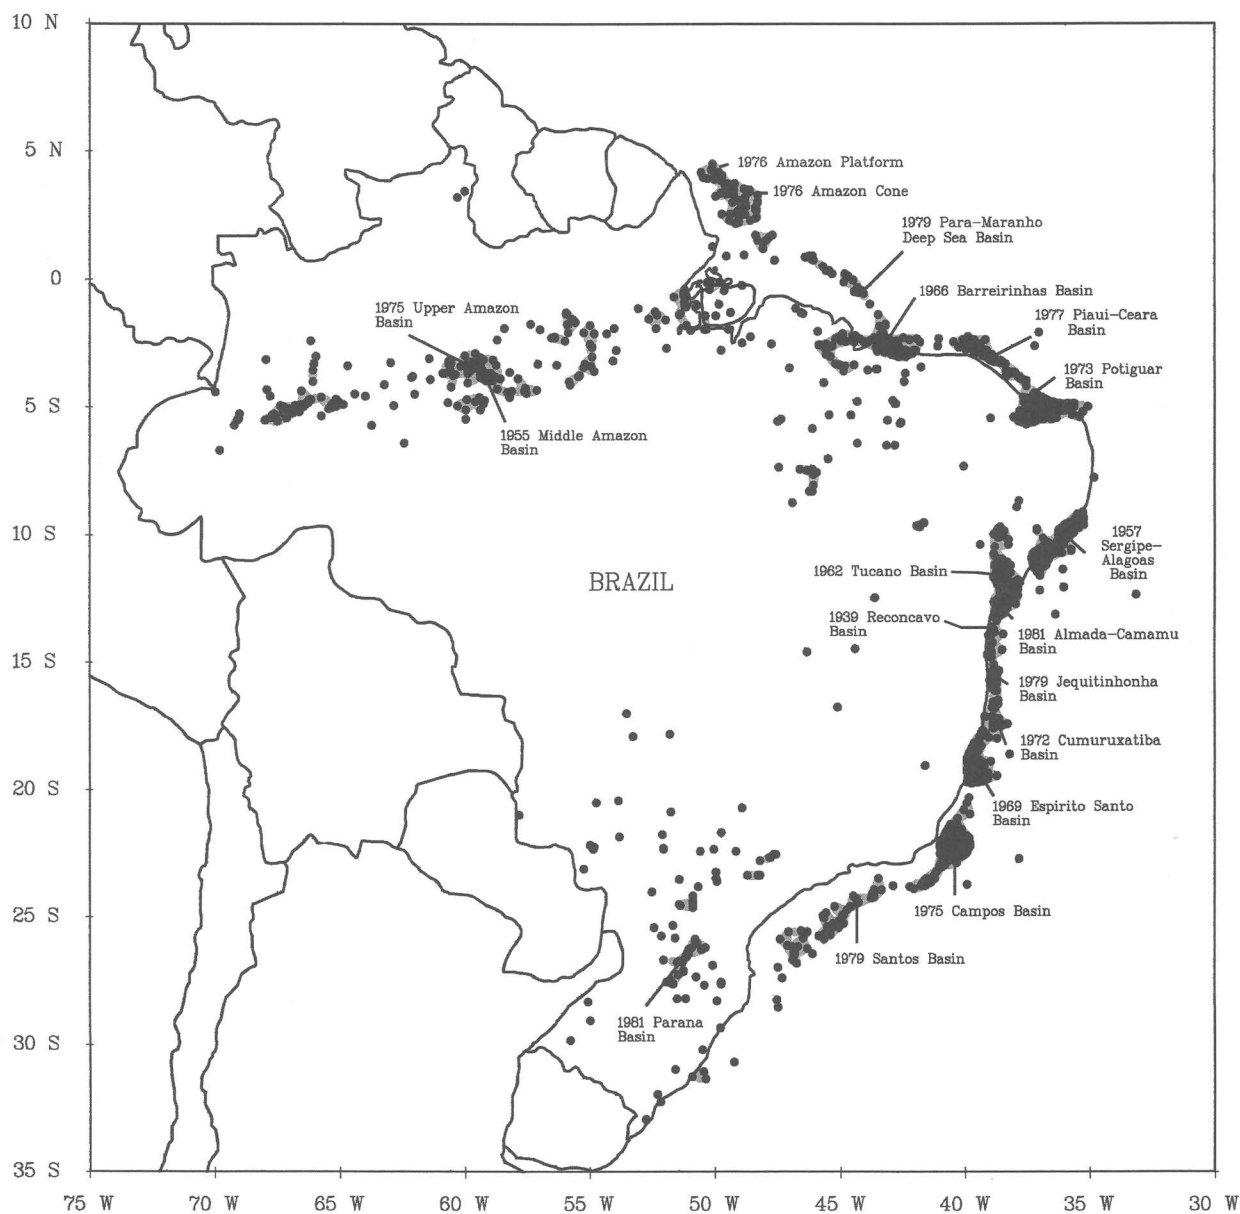 10 N
5 N
1976 Amazon Platform
1976 Amazon Cone
1979 Para-Maranho
Deep Sea Basin
0
1975 Upper Amazon
Basin
1966 Barreirinhas Basin
1977 Piaui-Ceara
Basin
1973 Potiguar
Basin
5 S
1955 Middle Amazon
Basin
10 S
1957
Sergipe-
Alagoas
Basin
1962 Tucano Basin
BRAZIL
1939 Reconcavo
Basin
1981 Almada-Camamu
Basin
15 S
1979 Jequitinhonha
Basin
1972 Cumuruxatiba
Basin
20 S
1969 Espirito Santo
Basin
25 S
1975 Campos Basin
1979 Santos Basin
1981 Parana
Basin
30 S
35 S
75 W
70 W
65 W
60 W
55 W
50 W
45 W
40 W
35 W
30 W